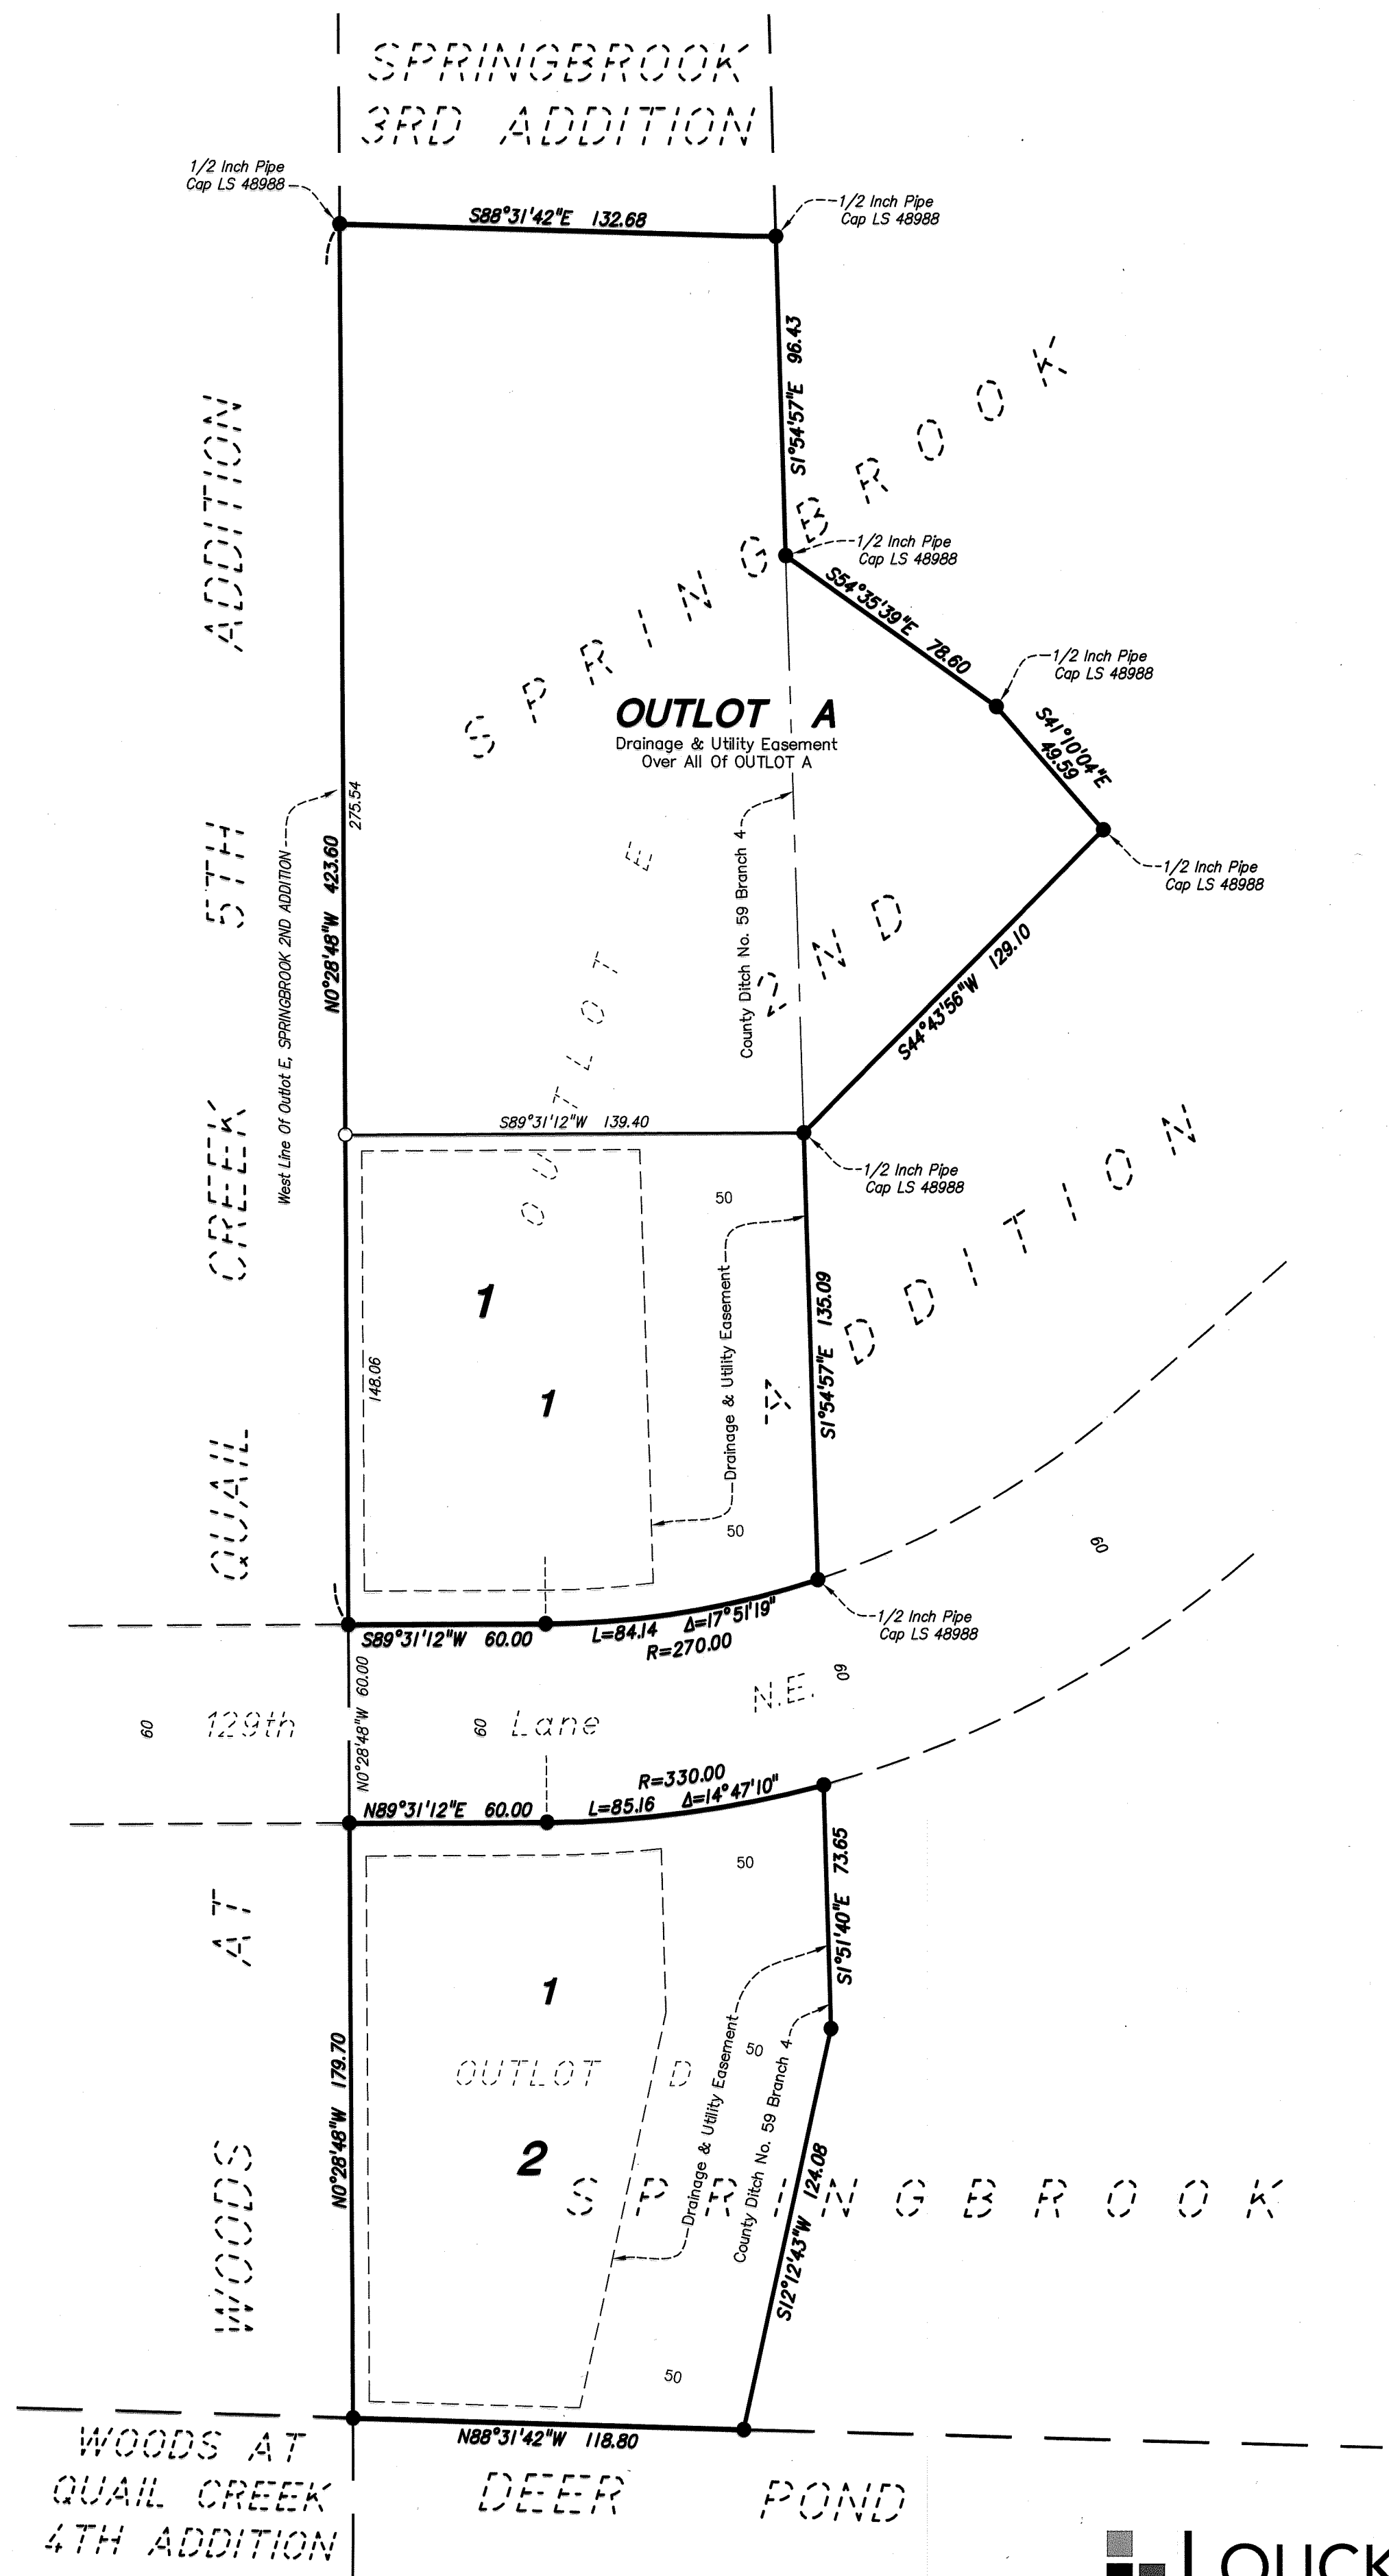 SPRINGBROOK
3RD ADDITION
1/2 Inch Pipe
Cap LS 48988
1/2 Inch Pipe
Cap LS 48988
S88°31'42"E 132.68
S1°54'57"E 96.43
1/2 Inch Pipe
Cap LS 48988
S54°35'39"E 78.60
1/2 Inch Pipe
Cap LS 48988
S41°10'04"E
49.59
1/2 Inch Pipe
Cap LS 48988
SPRINGBROOK
2ND
ADDITION
OUTLOT A
Drainage & Utility Easement
Over All Of OUTLOT A
OUTLOT E
County Ditch No. 59 Branch 4
275.54
N0°28'48"W 423.60
West Line Of Outlot E, SPRINGBROOK 2ND ADDITION
WOODS AT QUAIL CREEK 5TH ADDITION
S44°43'56"W 129.10
S89°31'12"W 139.40
1/2 Inch Pipe
Cap LS 48988
50
1
1
148.06
Drainage & Utility Easement
S1°54'57"E 135.09
50
1/2 Inch Pipe
Cap LS 48988
S89°31'12"W 60.00
L=84.14 Δ=17°51'19"
R=270.00
60
N0°28'48"W 60.00
60
129th
60
Lane
N.E.
60
N89°31'12"E 60.00
R=330.00
L=85.16 Δ=14°47'10"
50
S1°51'40"E 73.65
1
OUTLOT D
2
50
Drainage & Utility Easement
County Ditch No. 59 Branch 4
N0°28'48"W 179.70
S12°12'43"W 124.08
SPRINGBROOK
50
N88°31'42"W 118.80
WOODS AT
QUAIL CREEK
4TH ADDITION
DEER POND